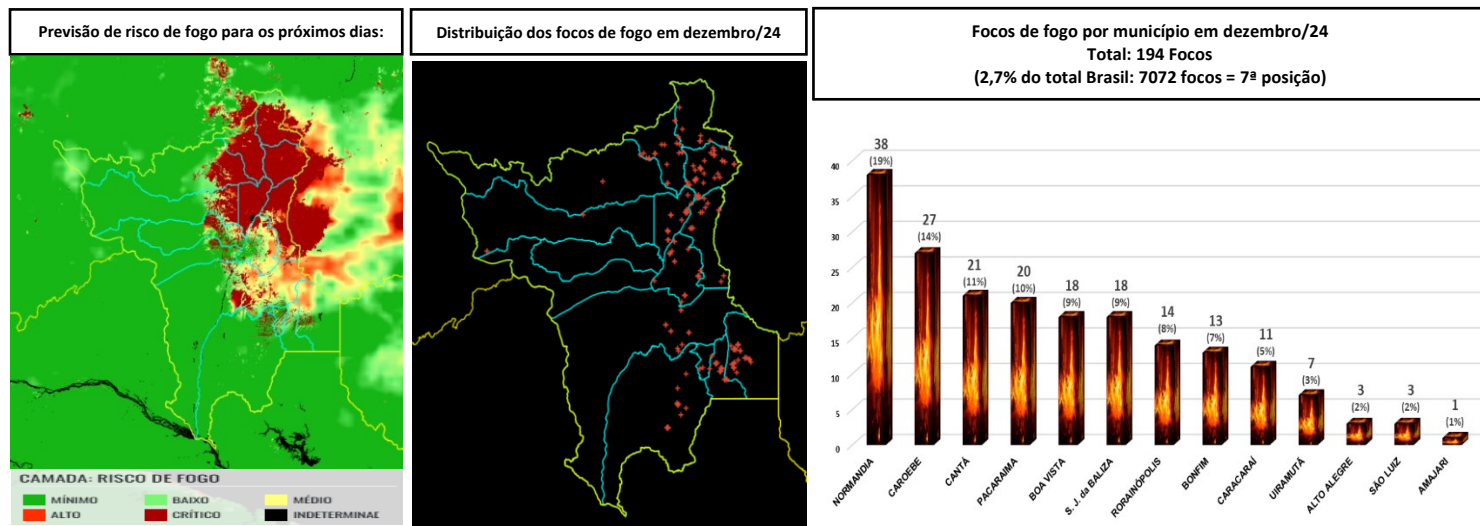 Previsão de risco de fogo para os próximos dias:
CAMADA: RISCO DE FOGO
MÍNIMO
BAIXO
MÉDIO
ALTO
CRÍTICO
INDETERMINAE
Distribuição dos focos de fogo em dezembro/24
Focos de fogo por município em dezembro/24
Total: 194 Focos
(2,7% do total Brasil: 7072 focos = 7ª posição)
40
35
30
25
20
15
10
5
0
38
(19%)
27
(14%)
21
(11%)
20
(10%)
18
(9%)
18
(9%)
14
(8%)
13
(7%)
11
(5%)
7
(3%)
3
(2%)
3
(2%)
1
(1%)
NORMANDIA
CAROEBE
CANTÁ
PACARAIMA
BOA VISTA
S. J. da BALIZA
RORAINÓPOLIS
BONFIM
CARACARAÍ
UIRAMUTÃ
ALTO ALEGRE
SÃO LUIZ
AMAJARI